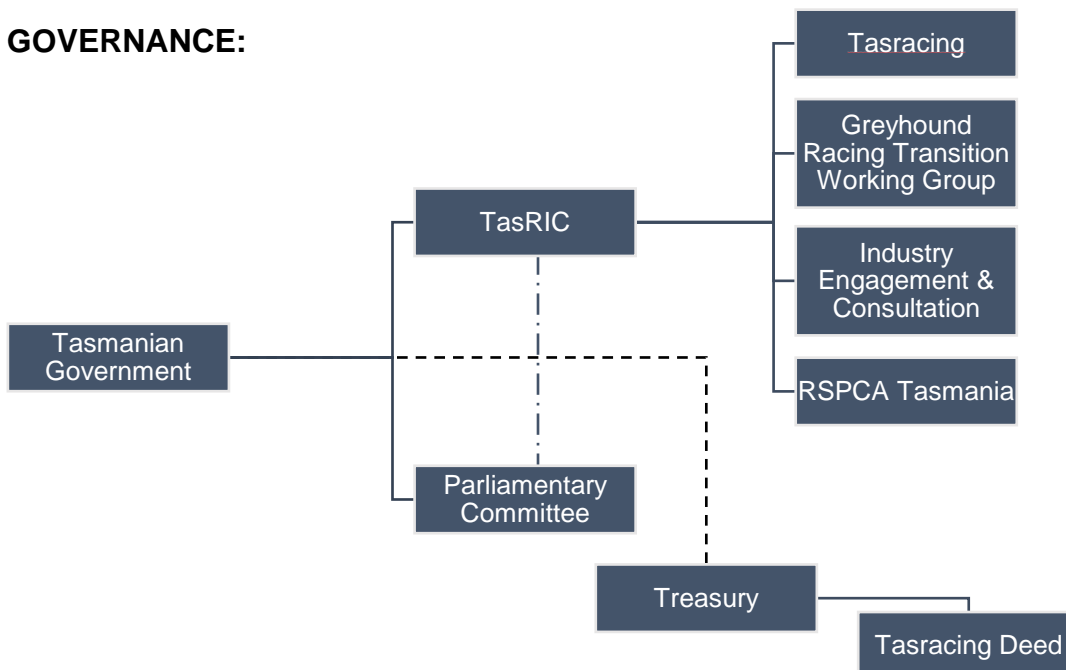 GOVERNANCE:
Tasracing
Greyhound
Racing Transition
Working Group
TasRIC
Industry
Engagement &
Consultation
Tasmanian
Government
RSPCA Tasmania
Parliamentary
Committee
Treasury
Tasracing Deed